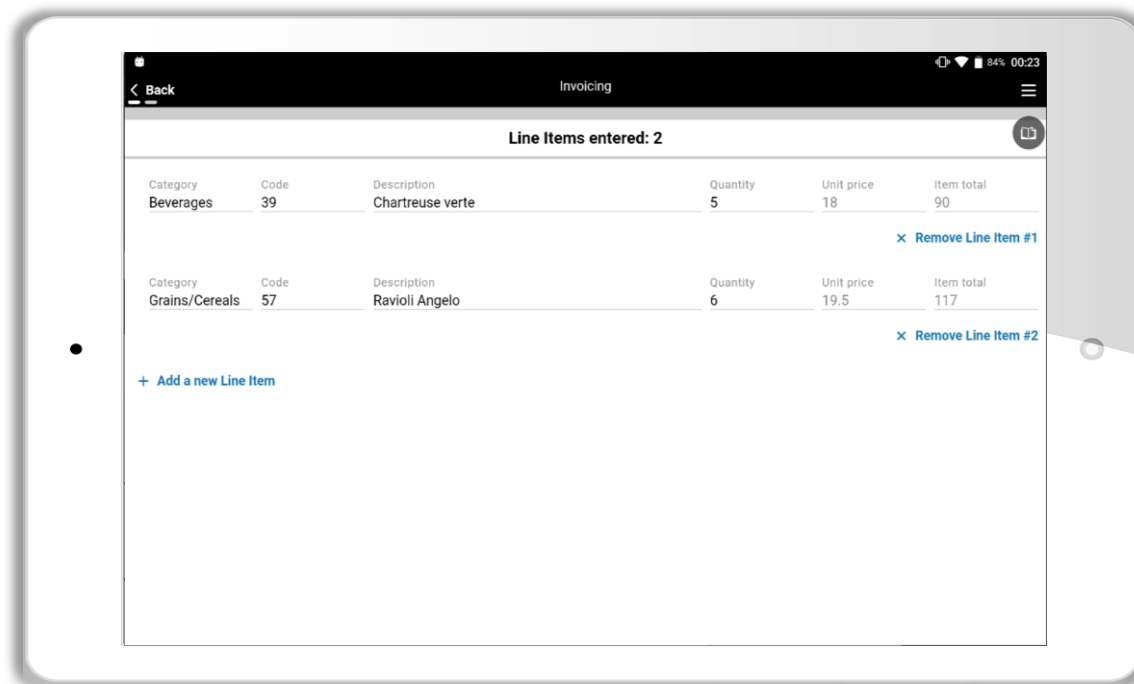 84% 00:23
Back Invoicing
Line Items entered: 2
Category Code Description Quantity Unit price Item total
Beverages 39 Chartreuse verte 5 18 90
× Remove Line Item #1
Category Code Description Quantity Unit price Item total
Grains/Cereals 57 Ravioli Angelo 6 19.5 117
× Remove Line Item #2
+ Add a new Line Item